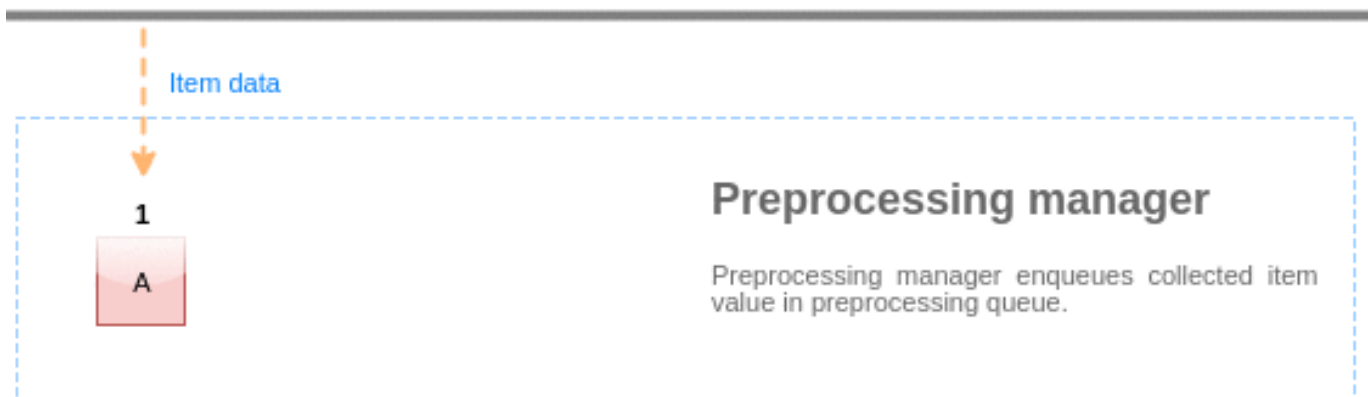 Item data
1
A
Preprocessing manager
Preprocessing manager enqueues collected item
value in preprocessing queue.